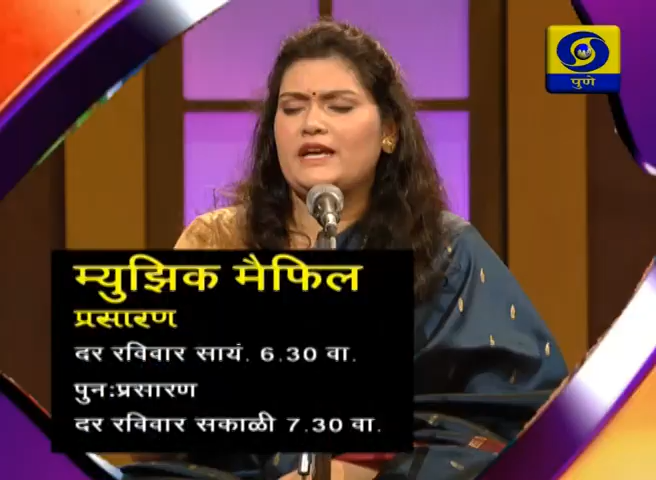 पुणे
म्युझिक मैफिल
प्रसारण
दर रविवार सायं. 6.30 वा.
पुन:प्रसारण
दर रविवार सकाळी 7.30 वा.